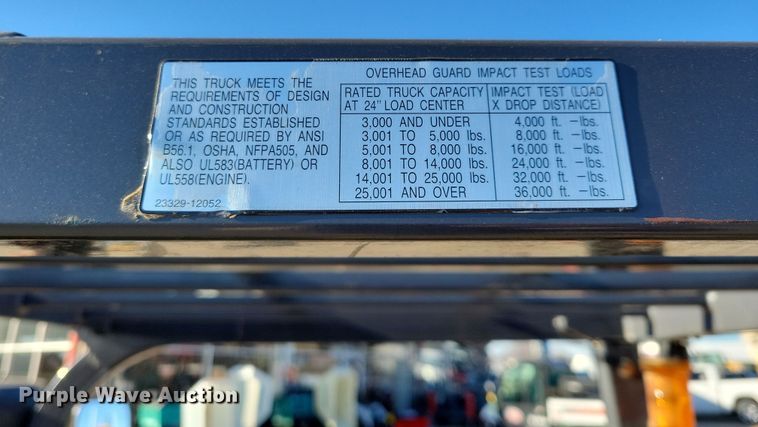 THIS TRUCK MEETS THE
REQUIREMENTS OF DESIGN
AND CONSTRUCTION
STANDARDS ESTABLISHED
OR AS REQUIRED BY ANSI
B56.1, OSHA, NFPA505, AND
ALSO UL583(BATTERY) OR
UL558(ENGINE).
23329-12052
OVERHEAD GUARD IMPACT TEST LOADS
RATED TRUCK CAPACITY AT 24" LOAD CENTER
IMPACT TEST (LOAD X DROP DISTANCE)
3,000 AND UNDER 4,000 ft. -lbs.
3,001 TO 5,000 lbs. 8,000 ft. -lbs.
5,001 TO 8,000 lbs. 16,000 ft. -lbs.
8,001 TO 14,000 lbs. 24,000 ft. -lbs.
14,001 TO 25,000 lbs. 32,000 ft. -lbs.
25,001 AND OVER 36,000 ft. -lbs.
Purple Wave Auction